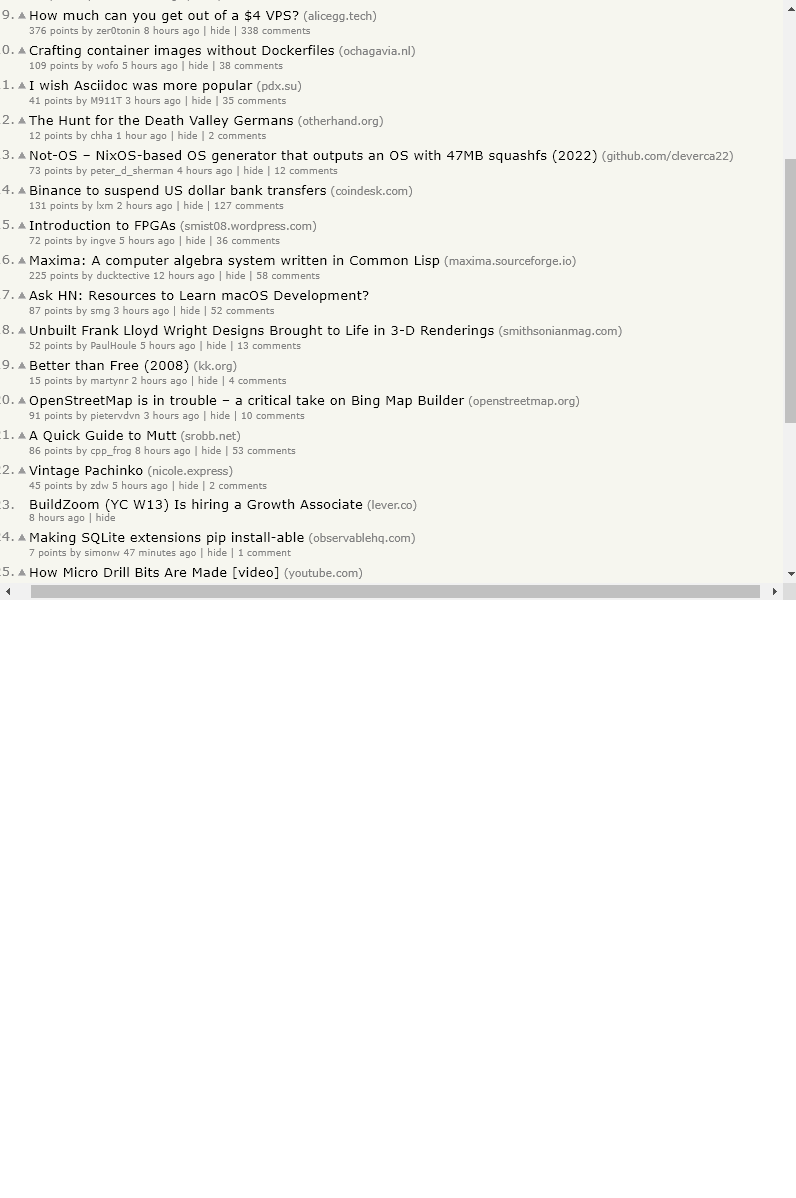 9. How much can you get out of a $4 VPS? (alicegg.tech)
376 points by zer0tonin 8 hours ago | hide | 338 comments
0. Crafting container images without Dockerfiles (ochagavia.nl)
109 points by wofo 5 hours ago | hide | 38 comments
1. I wish Asciidoc was more popular (pdx.su)
41 points by M911T 3 hours ago | hide | 35 comments
2. The Hunt for the Death Valley Germans (otherhand.org)
12 points by chha 1 hour ago | hide | 2 comments
3. Not-OS – NixOS-based OS generator that outputs an OS with 47MB squashfs (2022) (github.com/cleverca22)
73 points by peter_d_sherman 4 hours ago | hide | 12 comments
4. Binance to suspend US dollar bank transfers (coindesk.com)
131 points by lxm 2 hours ago | hide | 127 comments
5. Introduction to FPGAs (smist08.wordpress.com)
72 points by ingve 5 hours ago | hide | 36 comments
6. Maxima: A computer algebra system written in Common Lisp (maxima.sourceforge.io)
225 points by ducktective 12 hours ago | hide | 58 comments
7. Ask HN: Resources to Learn macOS Development?
87 points by smg 3 hours ago | hide | 52 comments
8. Unbuilt Frank Lloyd Wright Designs Brought to Life in 3-D Renderings (smithsonianmag.com)
52 points by PaulHoule 5 hours ago | hide | 13 comments
9. Better than Free (2008) (kk.org)
15 points by martynr 2 hours ago | hide | 4 comments
0. OpenStreetMap is in trouble – a critical take on Bing Map Builder (openstreetmap.org)
91 points by pietervdvn 3 hours ago | hide | 10 comments
1. A Quick Guide to Mutt (srobb.net)
86 points by cpp_frog 8 hours ago | hide | 53 comments
2. Vintage Pachinko (nicole.express)
45 points by zdw 5 hours ago | hide | 2 comments
3. BuildZoom (YC W13) Is hiring a Growth Associate (lever.co)
8 hours ago | hide
4. Making SQLite extensions pip install-able (observablehq.com)
7 points by simonw 47 minutes ago | hide | 1 comment
5. How Micro Drill Bits Are Made [video] (youtube.com)